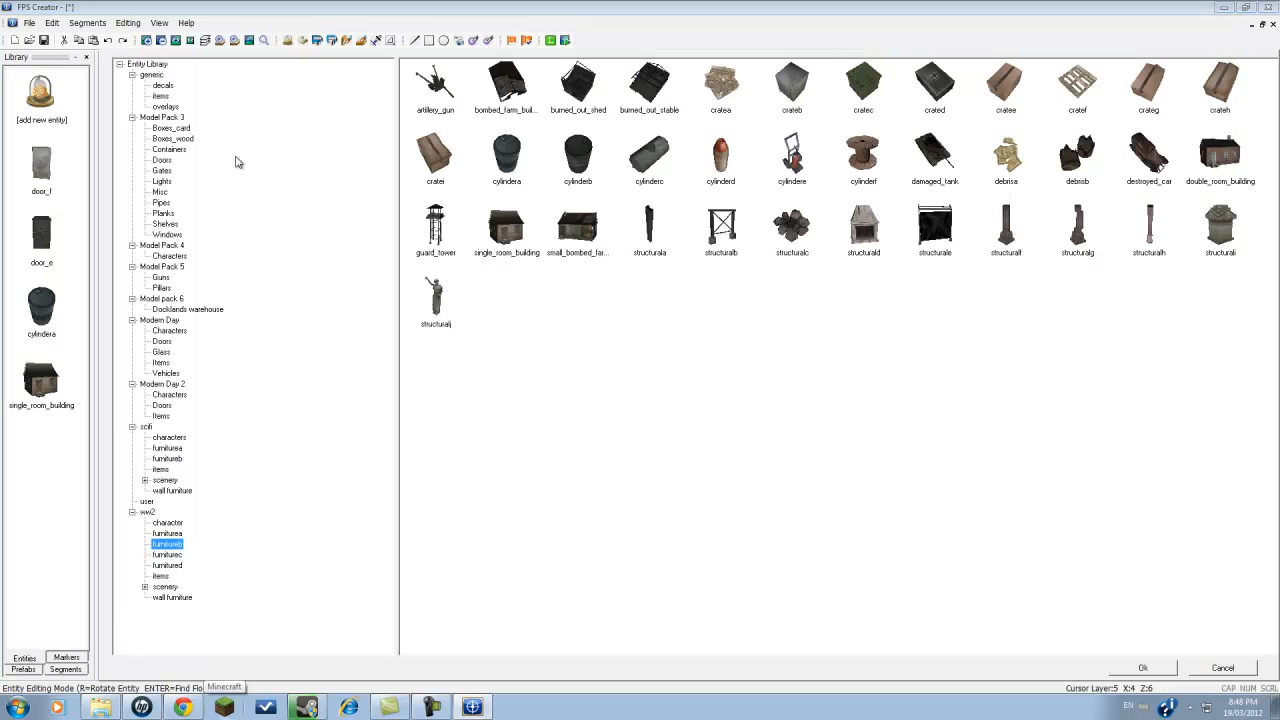 FPS Creator - [*]
File Edit Segments Editing View Help
Library
[add new entity]
door_f
door_e
cylindera
single_room_building
Entities Markers
Prefabs Segments
Entity Library
generic
decals
items
overlays
Model Pack 3
Boxes_card
Boxes_wood
Containers
Doors
Gates
Lights
Misc
Pipes
Planks
Shelves
Windows
Model Pack 4
Characters
Model Pack 5
Guns
Pillars
Model pack 6
Docklands warehouse
Modern Day
Characters
Doors
Glass
Items
Vehicles
Modern Day 2
Characters
Doors
Items
scifi
characters
furniturea
furnitureb
items
scenery
wall furniture
user
ww2
character
furniturea
furnitureb
furniturec
furnitured
items
scenery
wall furniture
artillery_gun bombed_farm_buil... burned_out_shed burned_out_stable cratea crateb cratec crated cratee cratef crateg crateh
cratei cylindera cylinderb cylinderc cylinderd cylindere cylinderf damaged_tank debrisa debrisb destroyed_car double_room_building
guard_tower single_room_building small_bombed_far... structurala structuralb structuralc structurald structurale structuralf structuralg structuralh structurali
structuralj
Ok Cancel
Entity Editing Mode (R=Rotate Entity ENTER=Find Flo
Minecraft
Cursor Layer:5 X:4 Z:6 CAP NUM SCRL
EN
8:48 PM
19/03/2012